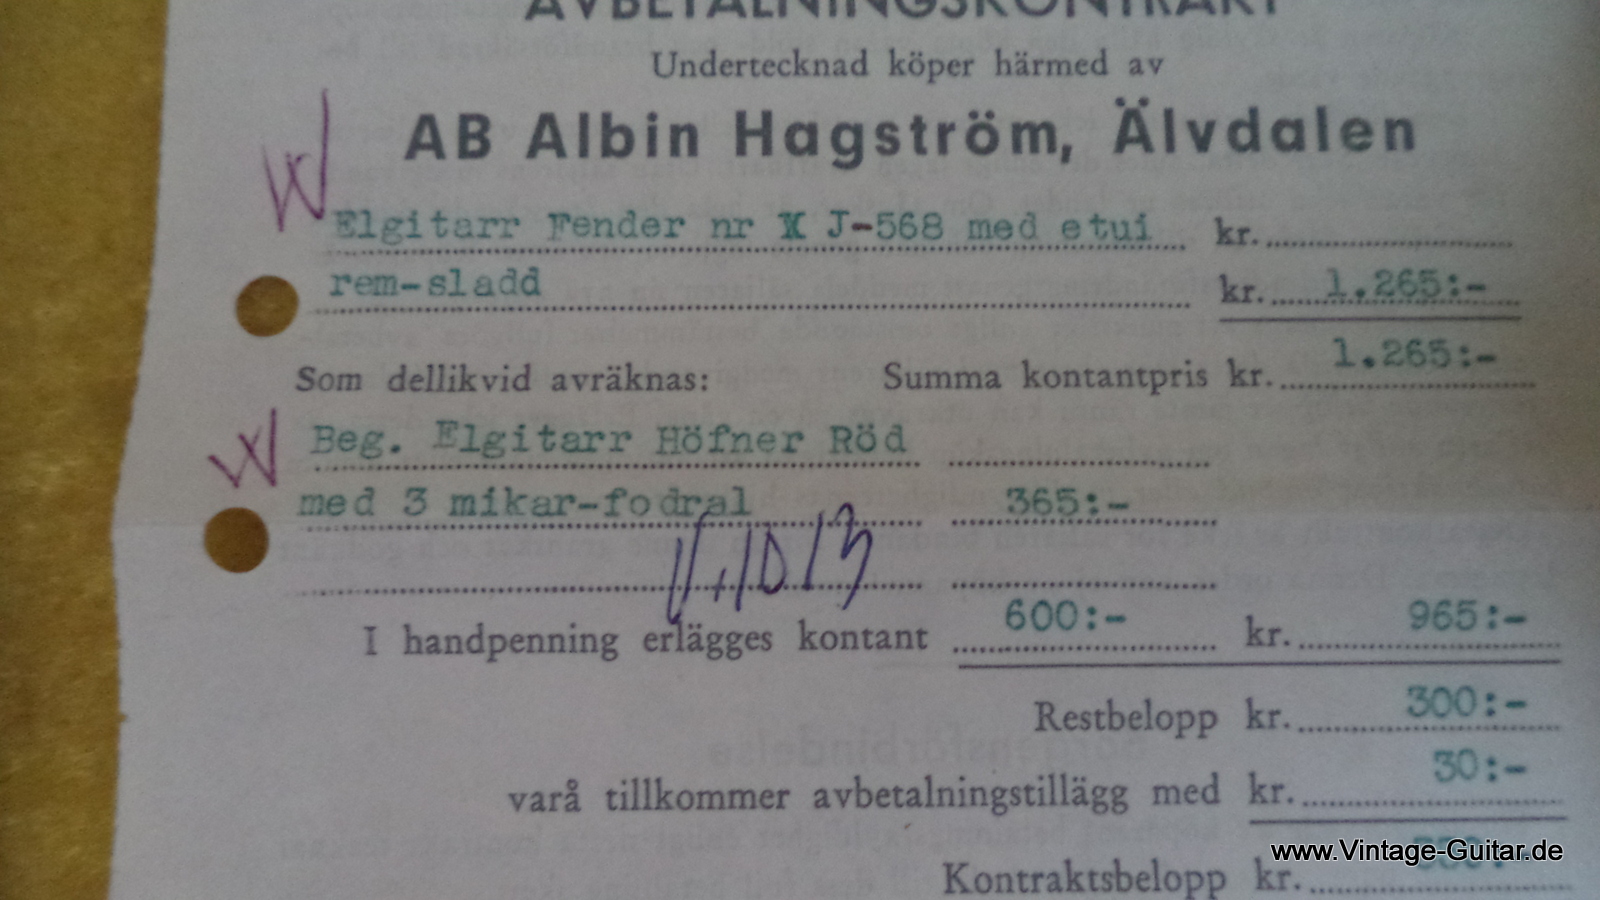 AVBETALNINGSKONTRAKT
Undertecknad köper härmed av
AB Albin Hagström, Älvdalen
Elgitarr Fender nr X J-568 med etui kr.
rem-sladd kr. 1.265:-
Som dellikvid avräknas: Summa kontantpris kr. 1.265:-
Beg. Elgitarr Höfner Röd
med 3 mikar-fodral 365:-
I handpenning erlägges kontant 600:- kr. 965:-
Restbelopp kr. 300:-
varå tillkommer avbetalningstillägg med kr. 30:-
www.Vintage-Guitar.de
Kontraktsbelopp kr.